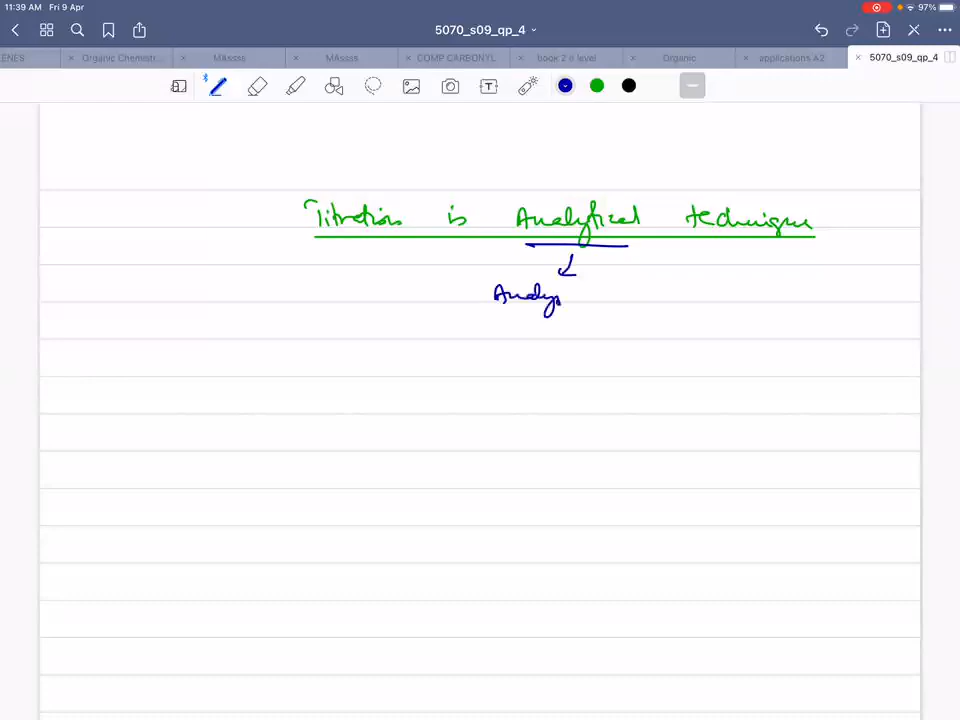 11:39 AM Fri 9 Apr
97%
5070_s09_qp_4
ENES
Organic Chemistr...
MAssss
MAssss
COMP CARBONYL
book 2 o level
Organic
applications A2
5070_s09_qp_4
Titration is Analytical technique
Analys